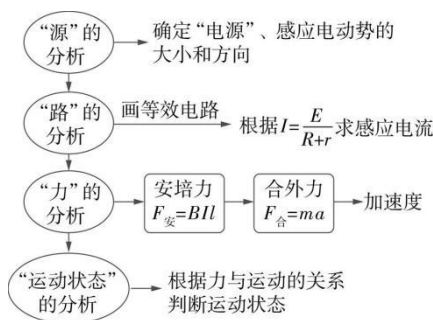 “源”的
分析
确定“电源”、感应电动势的
大小和方向
“路”的
分析
画等效电路
根据I=E/(R+r)求感应电流
“力”的
分析
安培力
F安=BIl
合外力
F合=ma
加速度
“运动状态”
的分析
根据力与运动的关系
判断运动状态